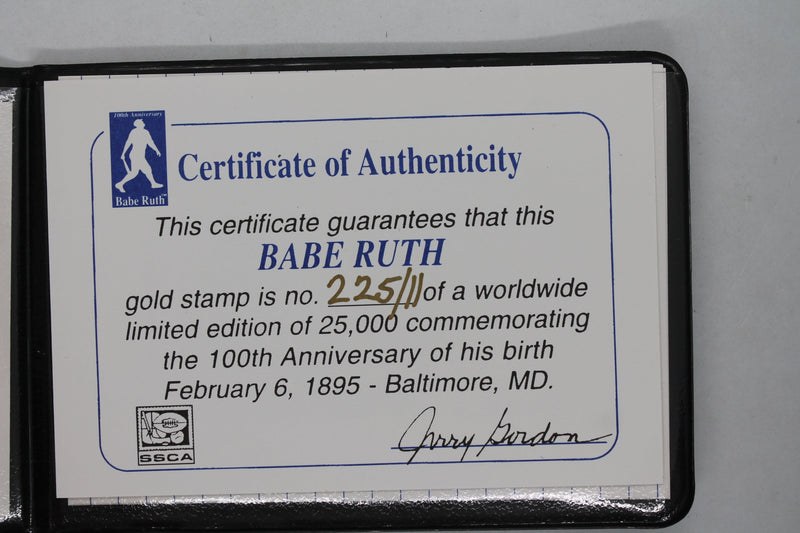 100th Anniversary
Babe Ruth™
Certificate of Authenticity
This certificate guarantees that this
BABE RUTH
gold stamp is no. 225/11 of a worldwide
limited edition of 25,000 commemorating
the 100th Anniversary of his birth
February 6, 1895 - Baltimore, MD.
SSCA
Jerry Gordon